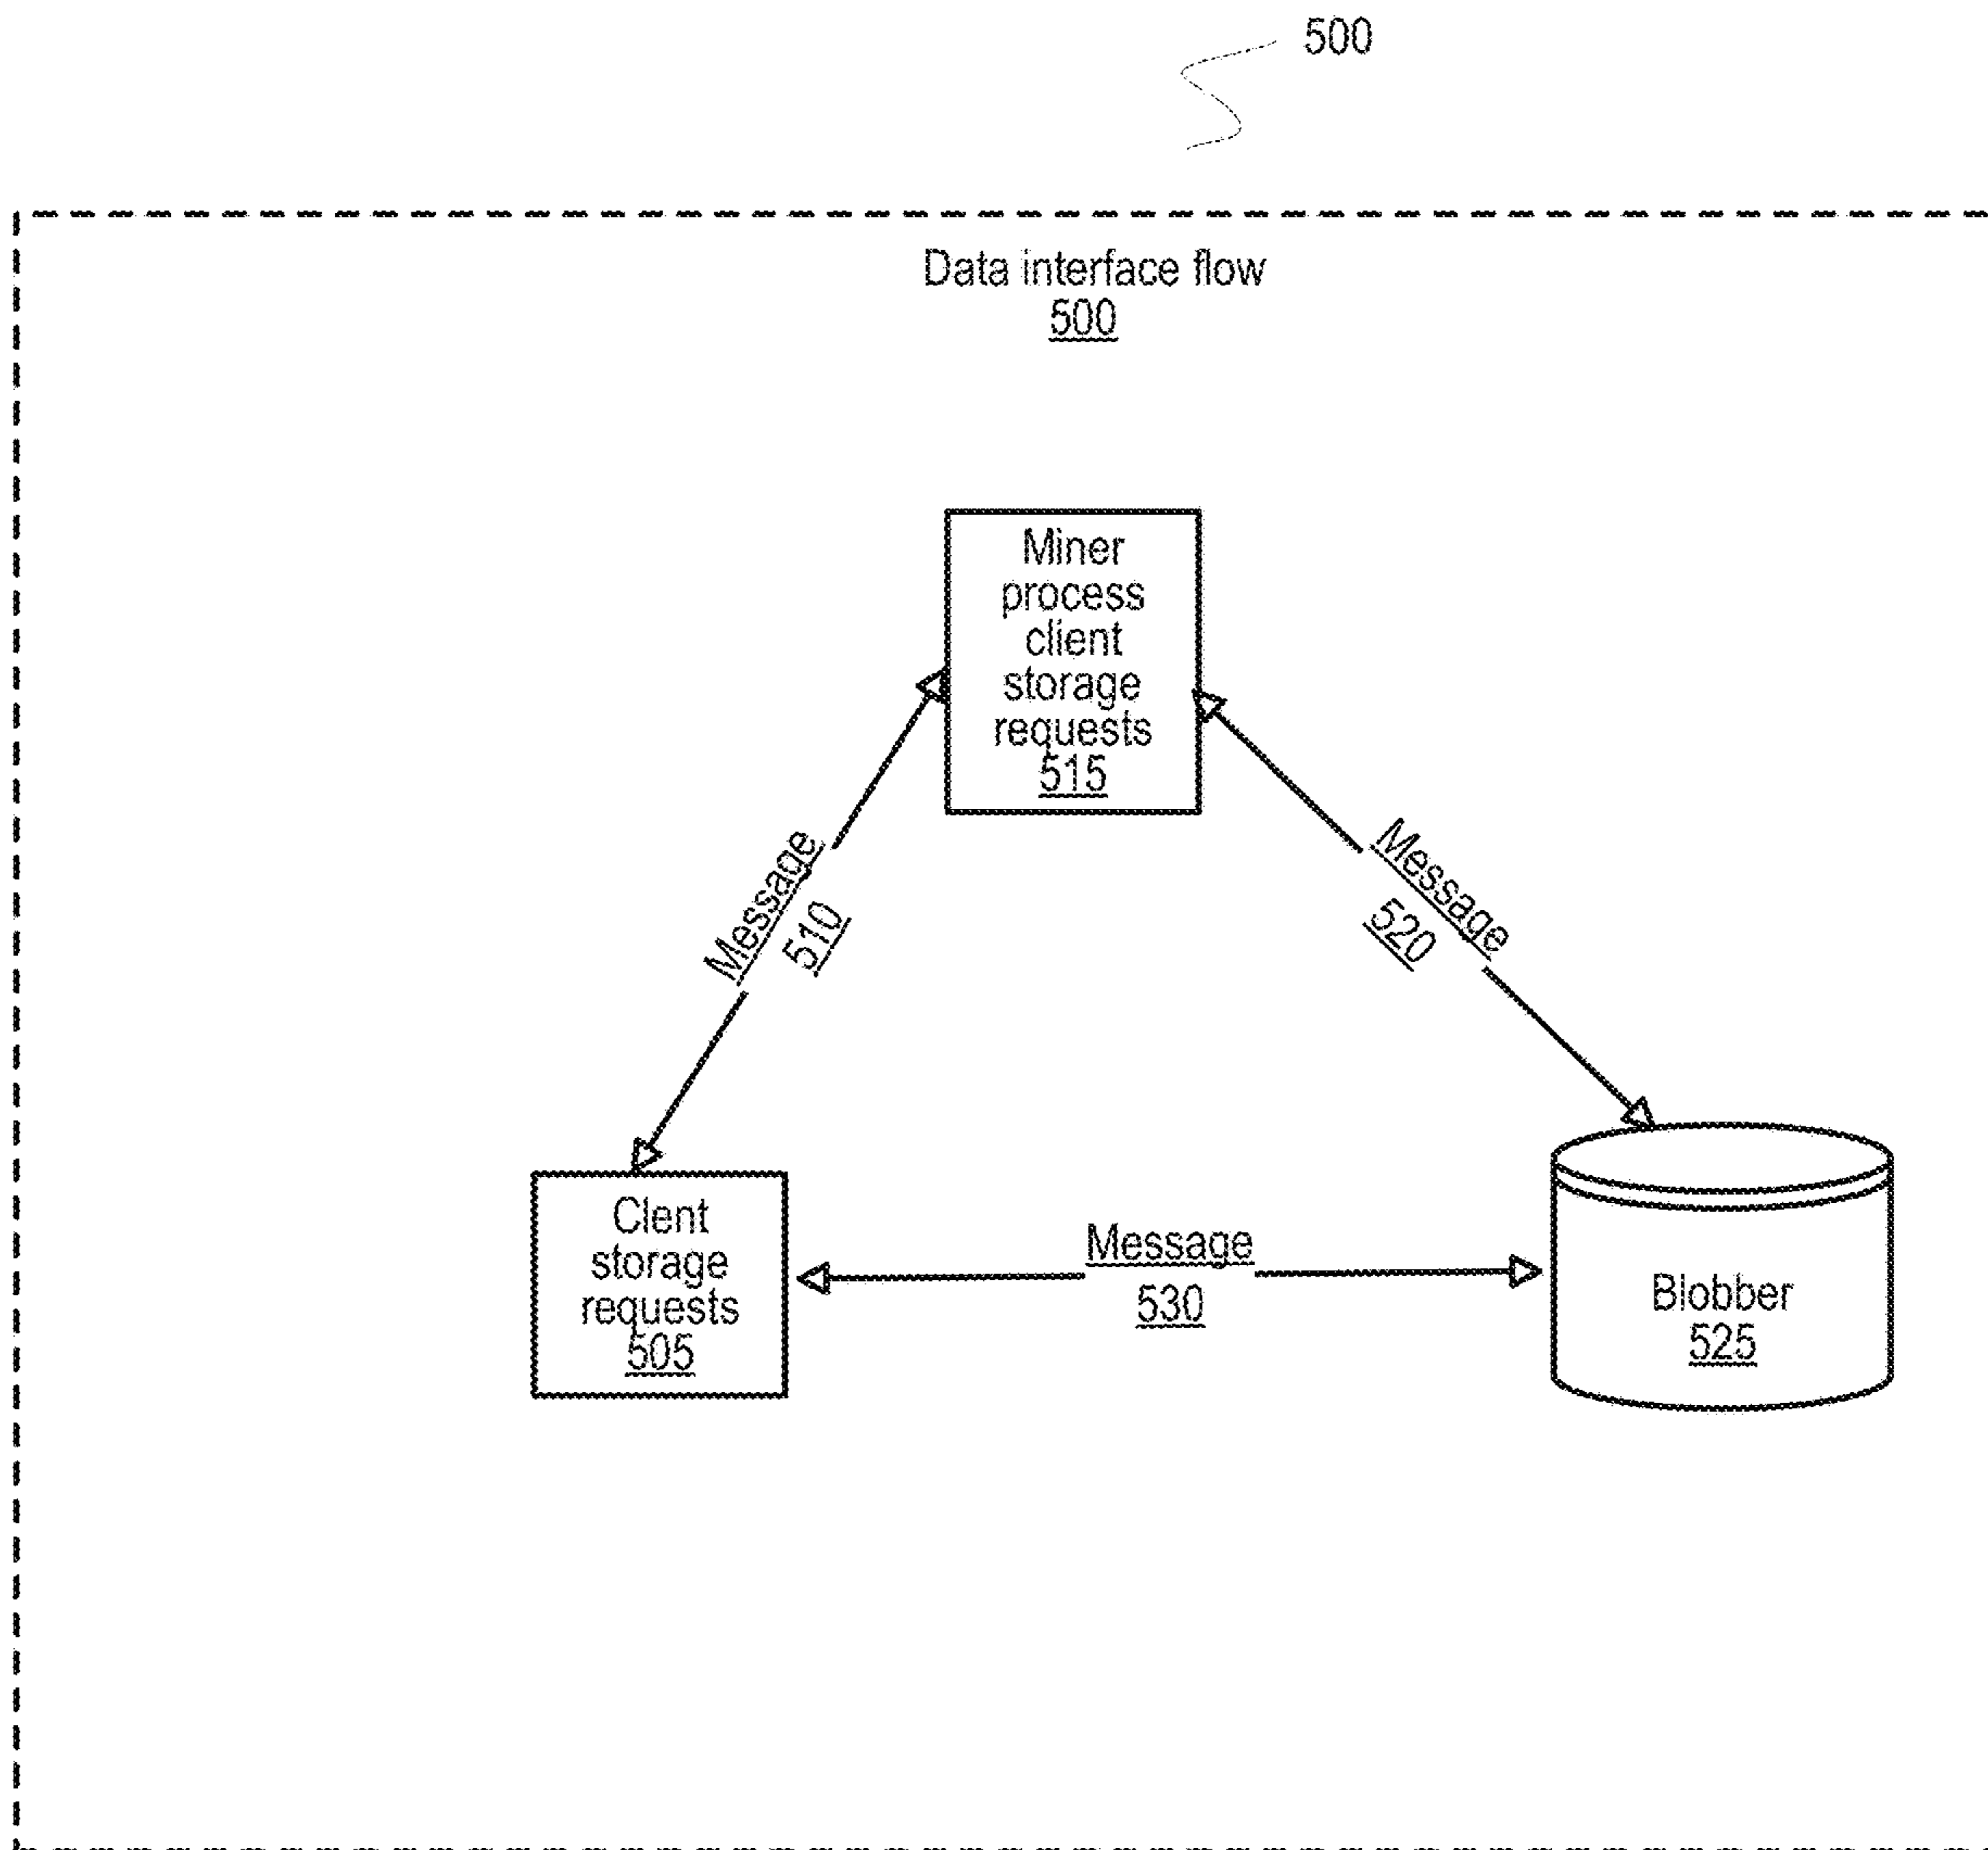 500
Data interface flow
500
Miner
process
client
storage
requests
515
Message
510
Message
520
Clent
storage
requests
505
Message
530
Blobber
525